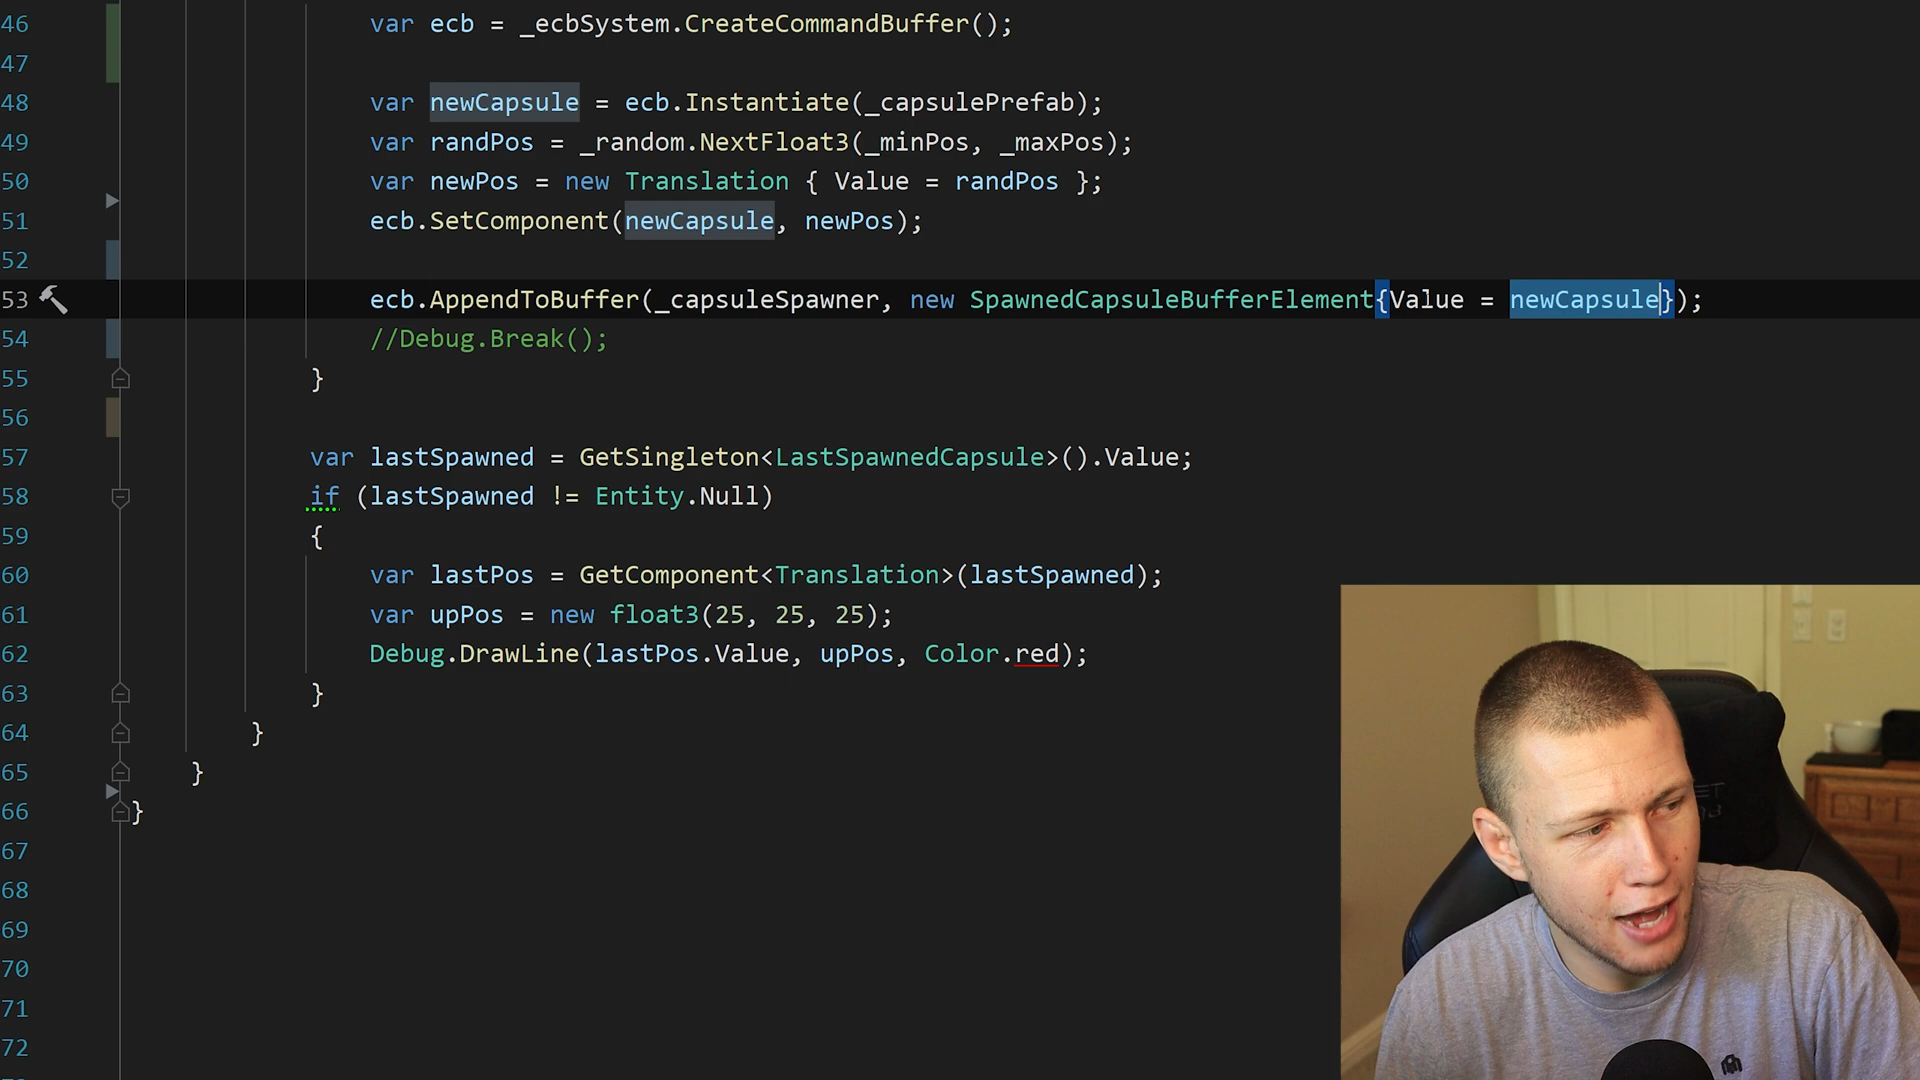 46 var ecb = _ecbSystem.CreateCommandBuffer();
47
48 var newCapsule = ecb.Instantiate(_capsulePrefab);
49 var randPos = _random.NextFloat3(_minPos, _maxPos);
50 var newPos = new Translation { Value = randPos };
51 ecb.SetComponent(newCapsule, newPos);
52
53 ecb.AppendToBuffer(_capsuleSpawner, new SpawnedCapsuleBufferElement{Value = newCapsule});
54 //Debug.Break();
55 }
56
57 var lastSpawned = GetSingleton<LastSpawnedCapsule>().Value;
58 if (lastSpawned != Entity.Null)
59 {
60 var lastPos = GetComponent<Translation>(lastSpawned);
61 var upPos = new float3(25, 25, 25);
62 Debug.DrawLine(lastPos.Value, upPos, Color.red);
63 }
64 }
65 }
66 }
67
68
69
70
71
72